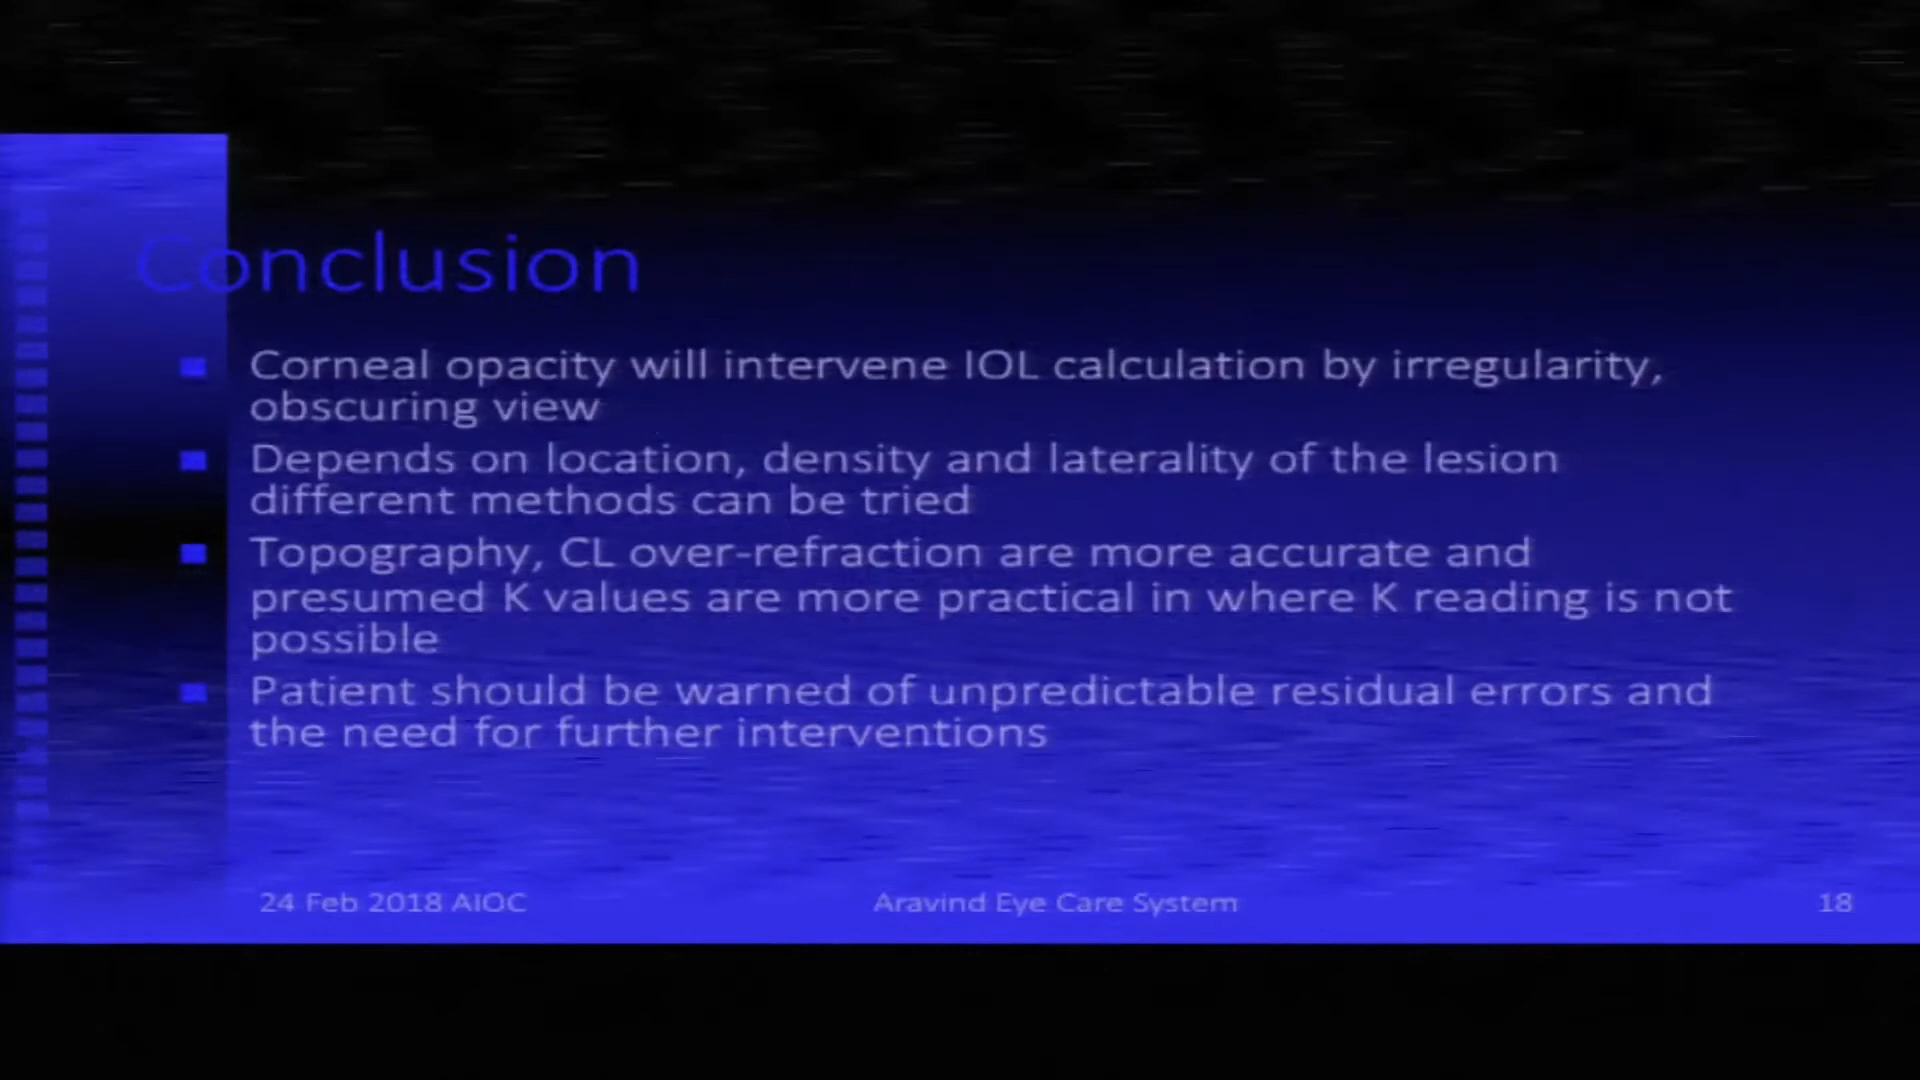 Conclusion
Corneal opacity will intervene IOL calculation by irregularity,
obscuring view
Depends on location, density and laterality of the lesion
different methods can be tried
Topography, CL over-refraction are more accurate and
presumed K values are more practical in where K reading is not
possible
Patient should be warned of unpredictable residual errors and
the need for further interventions
24 Feb 2018 AIOC
Aravind Eye Care System
18